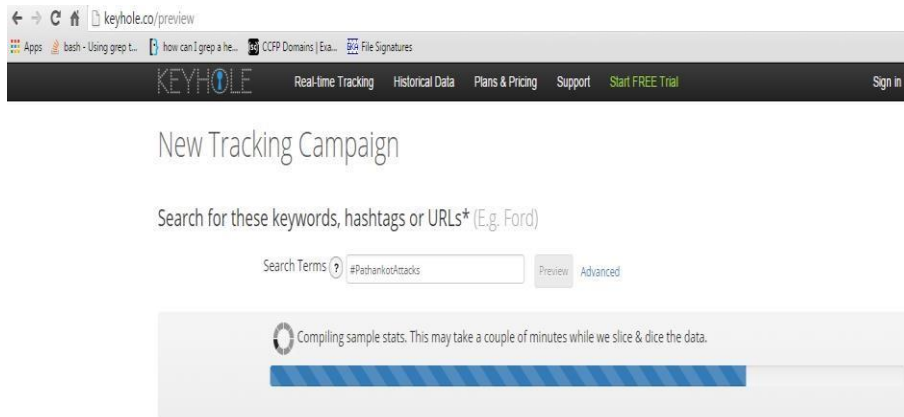 keyhole.co/preview
Apps bash - Using grep t... how can I grep a he... CCFP Domains | Exa... File Signatures
KEYHOLE Real-time Tracking Historical Data Plans & Pricing Support Start FREE Trial Sign in
New Tracking Campaign
Search for these keywords, hashtags or URLs* (E.g. Ford)
Search Terms ? #PathankotAttacks Preview Advanced
Compiling sample stats. This may take a couple of minutes while we slice & dice the data.